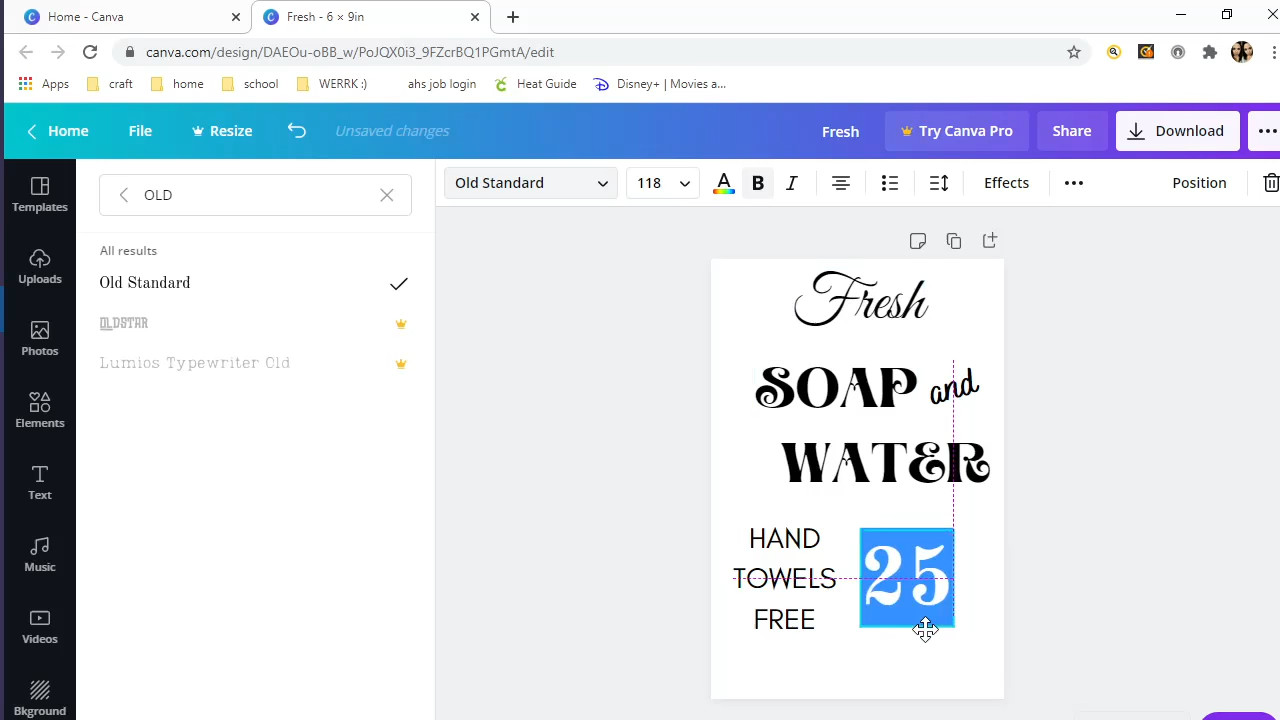 Home - Canva
Fresh - 6 × 9in
canva.com/design/DAEOu-oBB_w/PoJQX0i3_9FZcrBQ1PGmtA/edit
Apps craft home school WERRK :) ahs job login Heat Guide Disney+ | Movies a...
Home File Resize Unsaved changes Fresh Try Canva Pro Share Download
Old Standard 118 A B I Effects Position
OLD
All results
Old Standard
OLDSTAR
Lumios Typewriter Old
Templates
Uploads
Photos
Elements
Text
Music
Videos
Bkground
Fresh
SOAP and
WATER
HAND
TOWELS
FREE
25